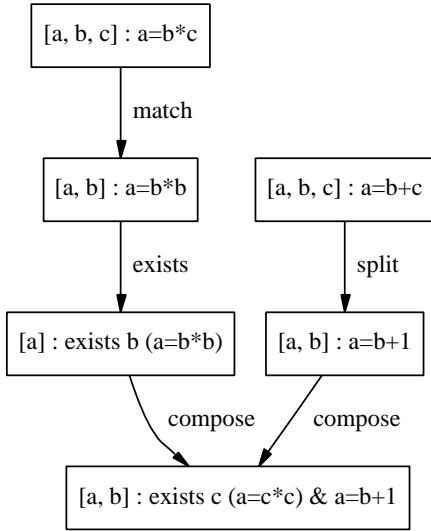 [a, b, c] : a=b*c
match
[a, b] : a=b*b
[a, b, c] : a=b+c
exists
split
[a] : exists b (a=b*b)
[a, b] : a=b+1
compose
compose
[a, b] : exists c (a=c*c) & a=b+1